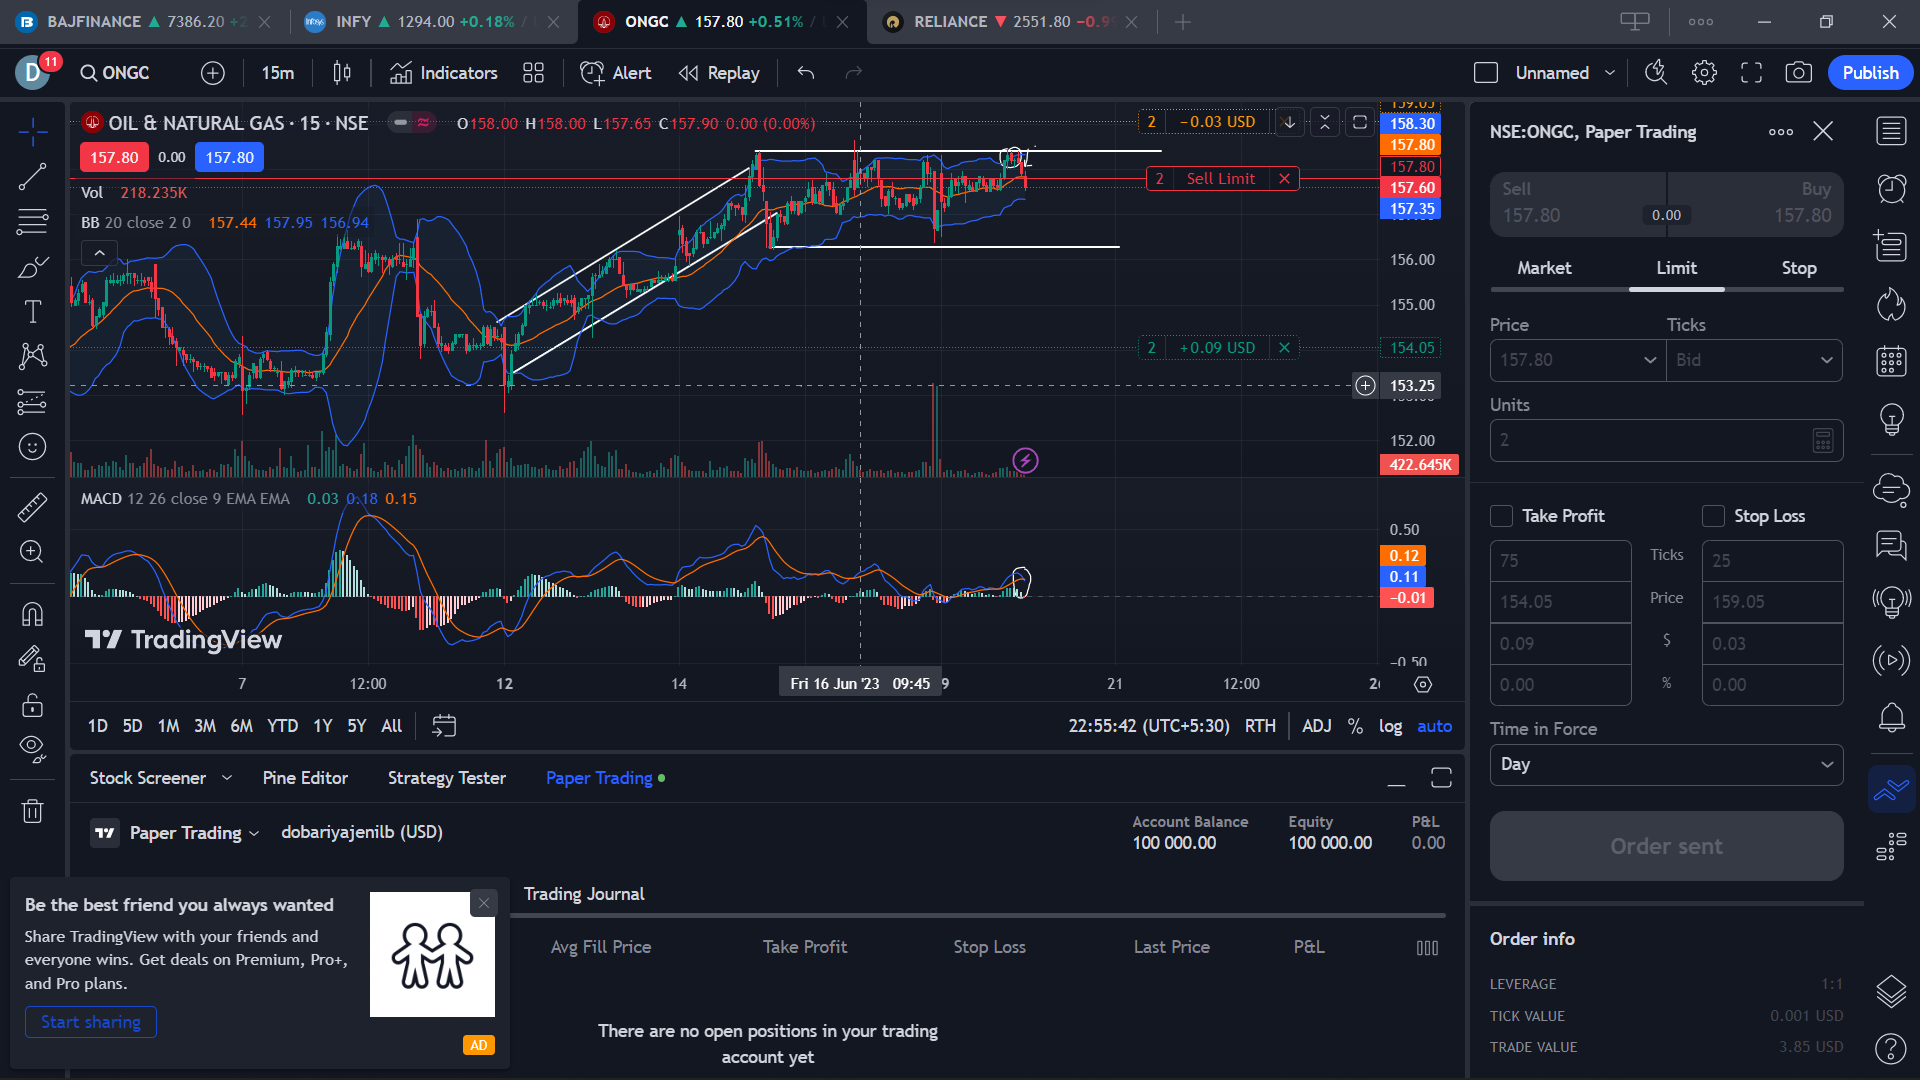 BAJFINANCE ▲ 7386.20 +2
INFY ▲ 1294.00 +0.18% /
ONGC ▲ 157.80 +0.51% /
RELIANCE ▼ 2551.80 −0.9
D 11
ONGC
15m
Indicators
Alert
Replay
Unnamed
Publish
OIL & NATURAL GAS · 15 · NSE
O158.00 H158.00 L157.65 C157.90 0.00 (0.00%)
157.80 0.00 157.80
Vol 218.235K
BB 20 close 2 0 157.44 157.95 156.94
2 −0.03 USD
2 Sell Limit
2 +0.09 USD
159.05
158.30
157.80
157.80
157.60
157.35
156.00
155.00
154.05
153.25
152.00
422.645K
MACD 12 26 close 9 EMA EMA 0.03 0.18 0.15
0.50
0.12
0.11
−0.01
−0.50
TradingView
7 12:00 12 14 Fri 16 Jun '23 09:45 9 21 12:00
1D 5D 1M 3M 6M YTD 1Y 5Y All
22:55:42 (UTC+5:30) RTH ADJ % log auto
Stock Screener Pine Editor Strategy Tester Paper Trading
Paper Trading dobariyajenilb (USD)
Account Balance Equity P&L
100 000.00 100 000.00 0.00
Trading Journal
Avg Fill Price Take Profit Stop Loss Last Price P&L
There are no open positions in your trading
account yet
Be the best friend you always wanted
Share TradingView with your friends and
everyone wins. Get deals on Premium, Pro+,
and Pro plans.
Start sharing
AD
NSE:ONGC, Paper Trading
Sell Buy
157.80 0.00 157.80
Market Limit Stop
Price Ticks
157.80 Bid
Units
2
Take Profit Stop Loss
75 Ticks 25
154.05 Price 159.05
0.09 $ 0.03
0.00 % 0.00
Time in Force
Day
Order sent
Order info
LEVERAGE 1:1
TICK VALUE 0.001 USD
TRADE VALUE 3.85 USD